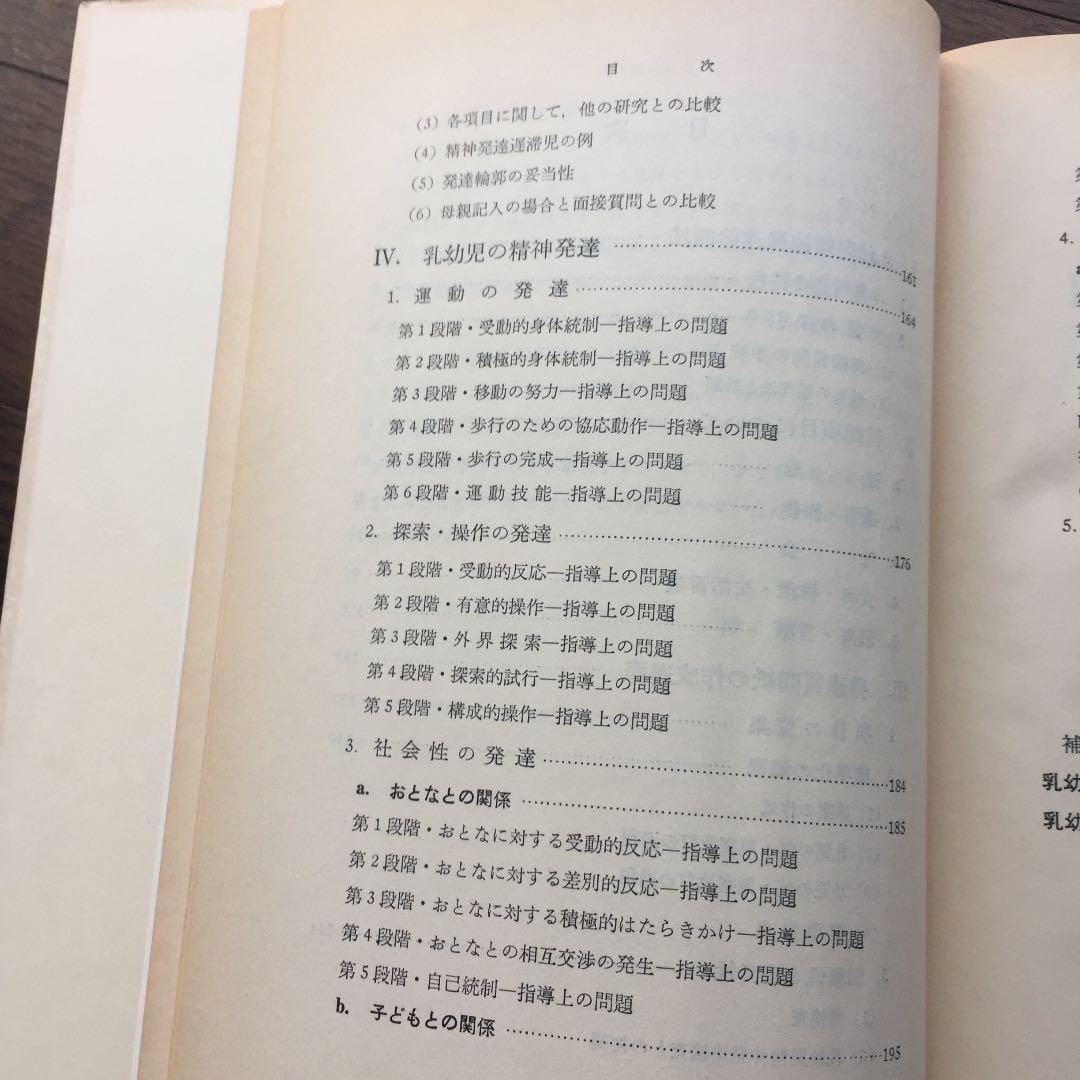 目 次
(3) 各項目に関して，他の研究との比較
(4) 精神発達遅滞児の例
(5) 発達輪郭の妥当性
(6) 母親記入の場合と面接質問との比較
IV. 乳幼児の精神発達 ……161
1. 運動の発達 ……164
第1段階・受動的身体統制—指導上の問題
第2段階・積極的身体統制—指導上の問題
第3段階・移動の努力—指導上の問題
第4段階・歩行のための協応動作—指導上の問題
第5段階・歩行の完成—指導上の問題
第6段階・運動技能—指導上の問題
2. 探索・操作の発達 ……176
第1段階・受動的反応—指導上の問題
第2段階・有意的操作—指導上の問題
第3段階・外界探索—指導上の問題
第4段階・探索的試行—指導上の問題
第5段階・構成的操作—指導上の問題
3. 社会性の発達 ……184
a. おとなとの関係 ……185
第1段階・おとなに対する受動的反応—指導上の問題
第2段階・おとなに対する差別的反応—指導上の問題
第3段階・おとなに対する積極的はたらきかけ—指導上の問題
第4段階・おとなとの相互交渉の発生—指導上の問題
第5段階・自己統制—指導上の問題
b. 子どもとの関係 ……195
4.
5.
補
乳幼
乳幼